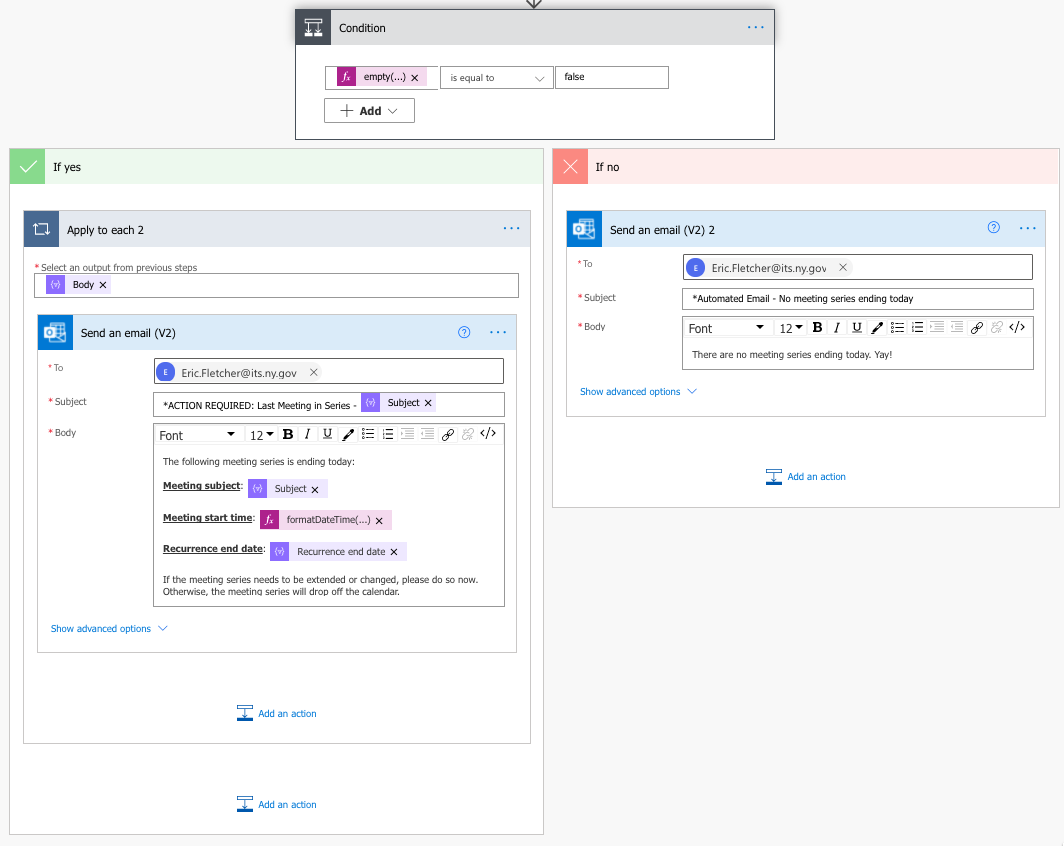 Condition
fx empty(...)
is equal to
false
Add
If yes
Apply to each 2
* Select an output from previous steps
Body
Send an email (V2)
* To
E Eric.Fletcher@its.ny.gov
* Subject
*ACTION REQUIRED: Last Meeting in Series - Subject
* Body
Font 12 B I U </>
The following meeting series is ending today:
Meeting subject: Subject
Meeting start time: fx formatDateTime(...)
Recurrence end date: Recurrence end date
If the meeting series needs to be extended or changed, please do so now.
Otherwise, the meeting series will drop off the calendar.
Show advanced options
Add an action
Add an action
If no
Send an email (V2) 2
* To
E Eric.Fletcher@its.ny.gov
* Subject
*Automated Email - No meeting series ending today
* Body
Font 12 B I U </>
There are no meeting series ending today. Yay!
Show advanced options
Add an action